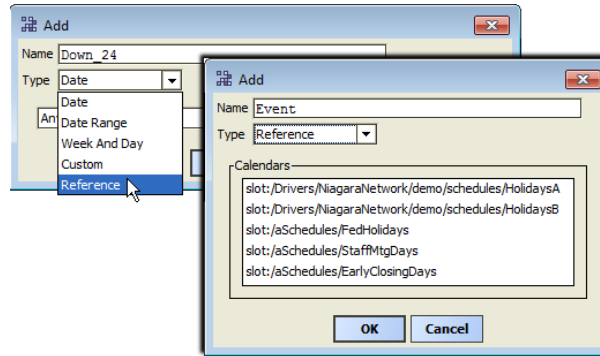 Add
Name Down_24
Type Date
An
Date
Date Range
Week And Day
Custom
Reference
Add
Name Event
Type Reference
Calendars
slot:/Drivers/NiagaraNetwork/demo/schedules/HolidaysA
slot:/Drivers/NiagaraNetwork/demo/schedules/HolidaysB
slot:/aSchedules/FedHolidays
slot:/aSchedules/StaffMtgDays
slot:/aSchedules/EarlyClosingDays
OK Cancel